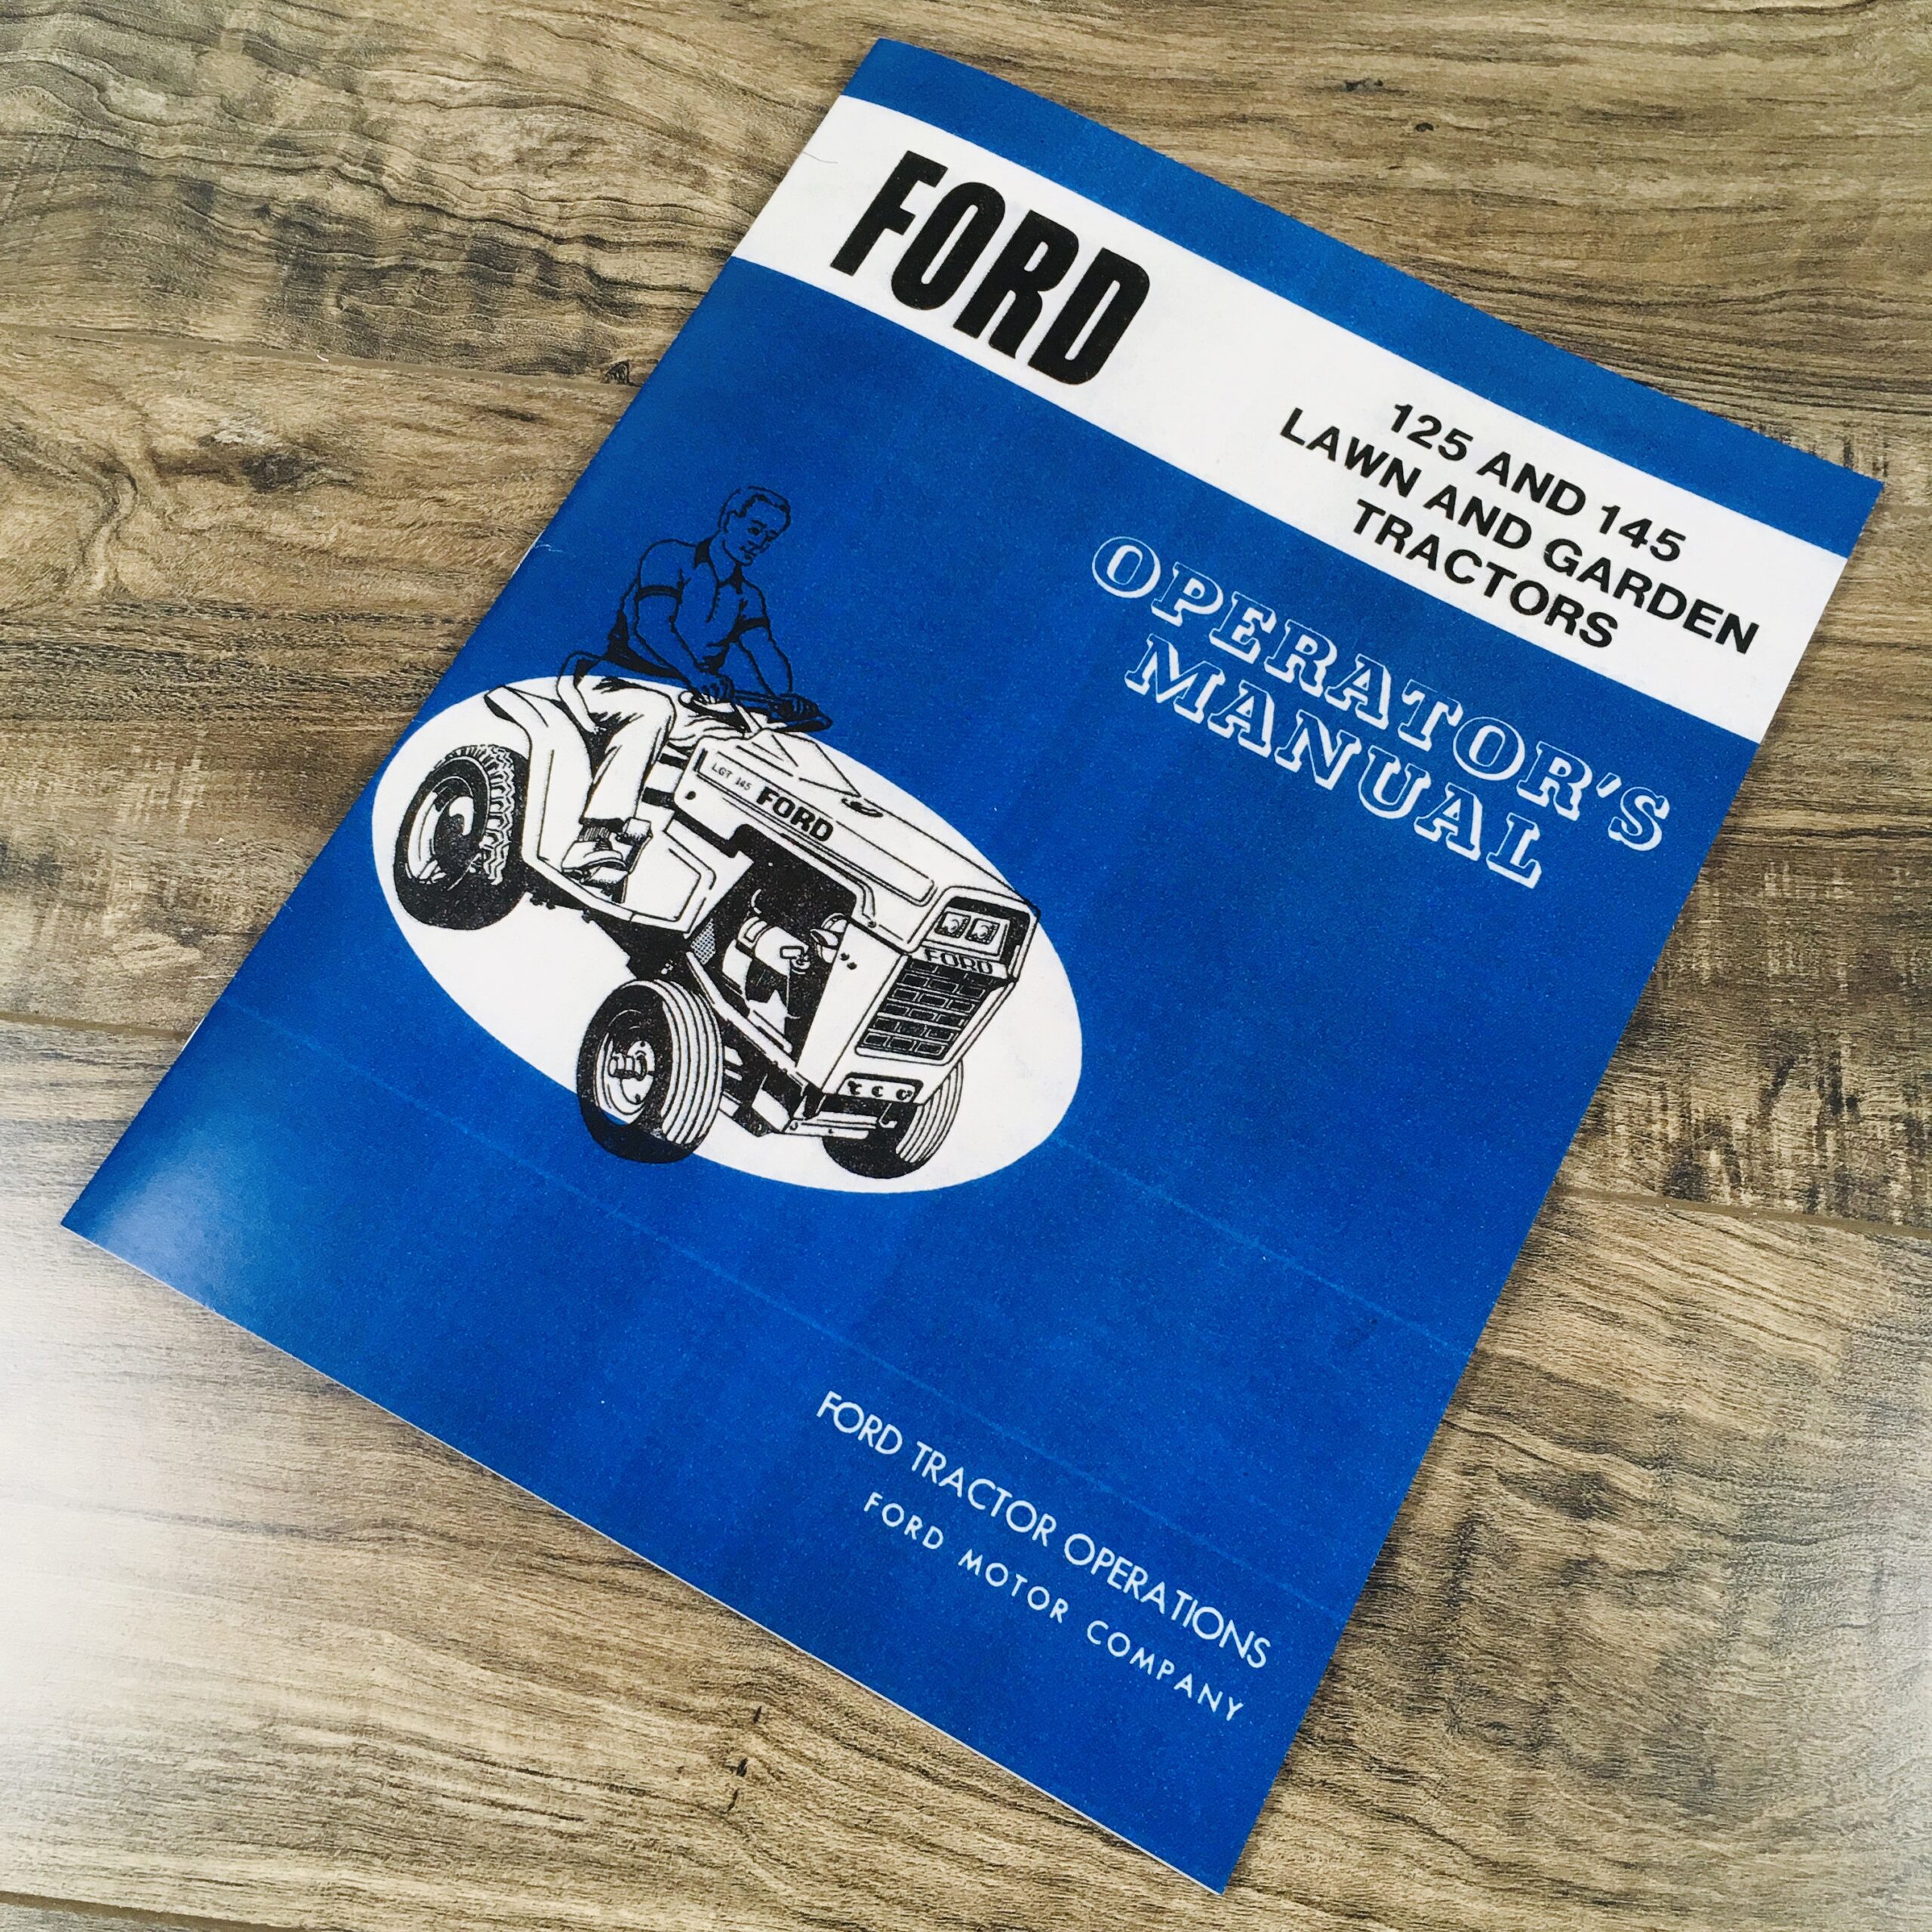 FORD
125 AND 145
LAWN AND GARDEN
TRACTORS
OPERATOR'S
MANUAL
LGT 145
FORD
FORD
FORD TRACTOR OPERATIONS
FORD MOTOR COMPANY